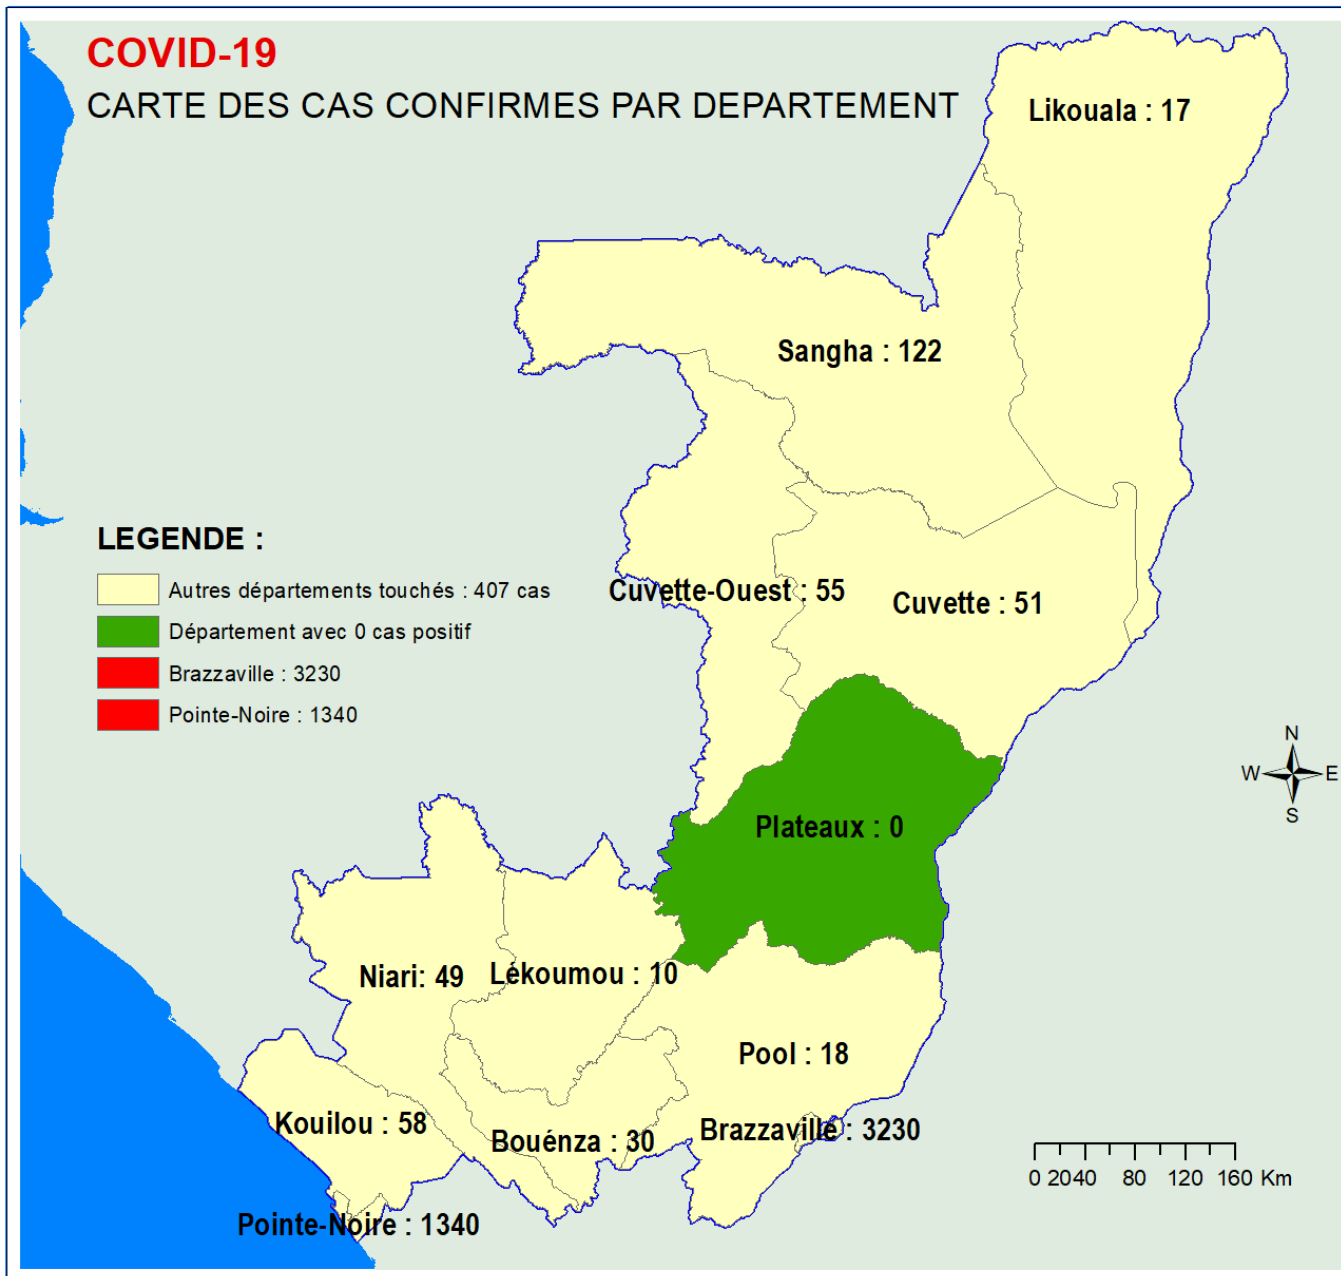 COVID-19
CARTE DES CAS CONFIRMES PAR DEPARTEMENT
Likouala : 17
Sangha : 122
LEGENDE :
Autres départements touchés : 407 cas
Département avec 0 cas positif
Brazzaville : 3230
Pointe-Noire : 1340
Cuvette-Ouest : 55
Cuvette : 51
N
W
E
S
Plateaux : 0
Niari: 49
Lékoumou : 10
Pool : 18
Kouilou : 58
Bouénza : 30
Brazzaville : 3230
Pointe-Noire : 1340
0 2040 80 120 160 Km